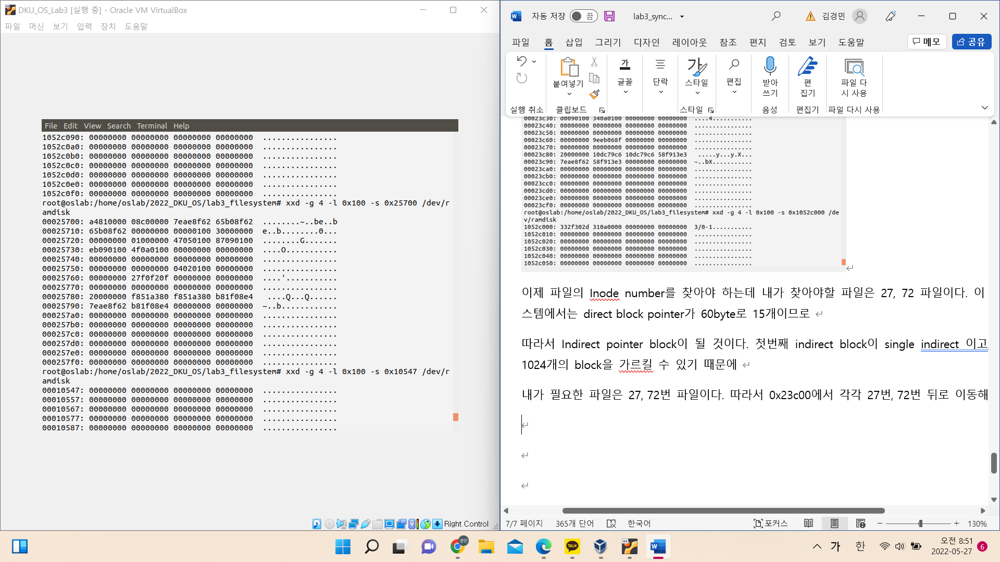 DKU_OS_Lab3 [실행 중] - Oracle VM VirtualBox
파일 머신 보기 입력 장치 도움말
File Edit View Search Terminal Help
1052c090: 00000000 00000000 00000000 00000000  ................
1052c0a0: 00000000 00000000 00000000 00000000  ................
1052c0b0: 00000000 00000000 00000000 00000000  ................
1052c0c0: 00000000 00000000 00000000 00000000  ................
1052c0d0: 00000000 00000000 00000000 00000000  ................
1052c0e0: 00000000 00000000 00000000 00000000  ................
1052c0f0: 00000000 00000000 00000000 00000000  ................
root@oslab:/home/oslab/2022_DKU_OS/lab3_filesystem# xxd -g 4 -l 0x100 -s 0x25700 /dev/r
amdisk
00025700: a4810000 08c00000 7eae8f62 65b08f62  ........~..be..b
00025710: 65b08f62 00000000 00000100 30000000  e..b........0...
00025720: 00000000 01000000 47050100 87090100  ........G.......
00025730: eb090100 4f0a0100 00000000 00000000  ....O...........
00025740: 00000000 00000000 00000000 00000000  ................
00025750: 00000000 00000000 04020100 00000000  ................
00025760: 00000000 27f0f20f 00000000 00000000  ....'...........
00025770: 00000000 00000000 00000000 00000000  ................
00025780: 20000000 f851a380 f851a380 b81f08e4   ....Q...Q......
00025790: 7eae8f62 b81f08e4 00000000 00000000  ~..b............
000257a0: 00000000 00000000 00000000 00000000  ................
000257b0: 00000000 00000000 00000000 00000000  ................
000257c0: 00000000 00000000 00000000 00000000  ................
000257d0: 00000000 00000000 00000000 00000000  ................
000257e0: 00000000 00000000 00000000 00000000  ................
000257f0: 00000000 00000000 00000000 00000000  ................
root@oslab:/home/oslab/2022_DKU_OS/lab3_filesystem# xxd -g 4 -l 0x100 -s 0x10547 /dev/r
amdisk
00010547: 00000000 00000000 00000000 00000000  ................
00010557: 00000000 00000000 00000000 00000000  ................
00010567: 00000000 00000000 00000000 00000000  ................
00010577: 00000000 00000000 00000000 00000000  ................
00010587: 00000000 00000000 00000000 00000000  ................
Right Control
자동 저장 끔 lab3_sync... 김경민
파일 홈 삽입 그리기 디자인 레이아웃 참조 편지 검토 보기 도움말 메모 공유
붙여넣기 가 글꼴 단락 가 스타일 편집 받아쓰기 편집기 파일 다시 사용
실행 취소 클립보드 스타일 음성 편집기 파일 다시 사용
00023c30: d0090100 340a0100 00000000 00000000  ....4...........
00023c40: 00000000 00000000 00000000 00000000  ................
00023c50: 00000000 00000000 00000000 00000000  ................
00023c60: 00000000 9eeb068f 00000000 00000000  ................
00023c70: 00000000 00000000 00000000 00000000  ................
00023c80: 20000000 10dc79c6 10dc79c6 58f913e3   .....y...y.X...
00023c90: 7eae8f62 58f913e3 00000000 00000000  ~..bX...........
00023ca0: 00000000 00000000 00000000 00000000  ................
00023cb0: 00000000 00000000 00000000 00000000  ................
00023cc0: 00000000 00000000 00000000 00000000  ................
00023cd0: 00000000 00000000 00000000 00000000  ................
00023ce0: 00000000 00000000 00000000 00000000  ................
00023cf0: 00000000 00000000 00000000 00000000  ................
root@oslab:/home/oslab/2022_DKU_OS/lab3_filesystem# xxd -g 4 -l 0x100 -s 0x1052c000 /de
v/ramdisk
1052c000: 332f302d 310a0000 00000000 00000000  3/0-1...........
1052c010: 00000000 00000000 00000000 00000000  ................
1052c020: 00000000 00000000 00000000 00000000  ................
1052c030: 00000000 00000000 00000000 00000000  ................
1052c040: 00000000 00000000 00000000 00000000  ................
1052c050: 00000000 00000000 00000000 00000000  ................
이제 파일의 Inode number를 찾아야 하는데 내가 찾아야할 파일은 27, 72 파일이다. 이
스템에서는 direct block pointer가 60byte로 15개이므로
따라서 Indirect pointer block이 될 것이다. 첫번째 indirect block이 single indirect 이고
1024개의 block을 가르킬 수 있기 때문에
내가 필요한 파일은 27, 72번 파일이다. 따라서 0x23c00에서 각각 27번, 72번 뒤로 이동해
7/7 페이지 365개 단어 한국어 포커스 130%
64 경민 TALK 64 가 한 오전 8:51
2022-05-27 6